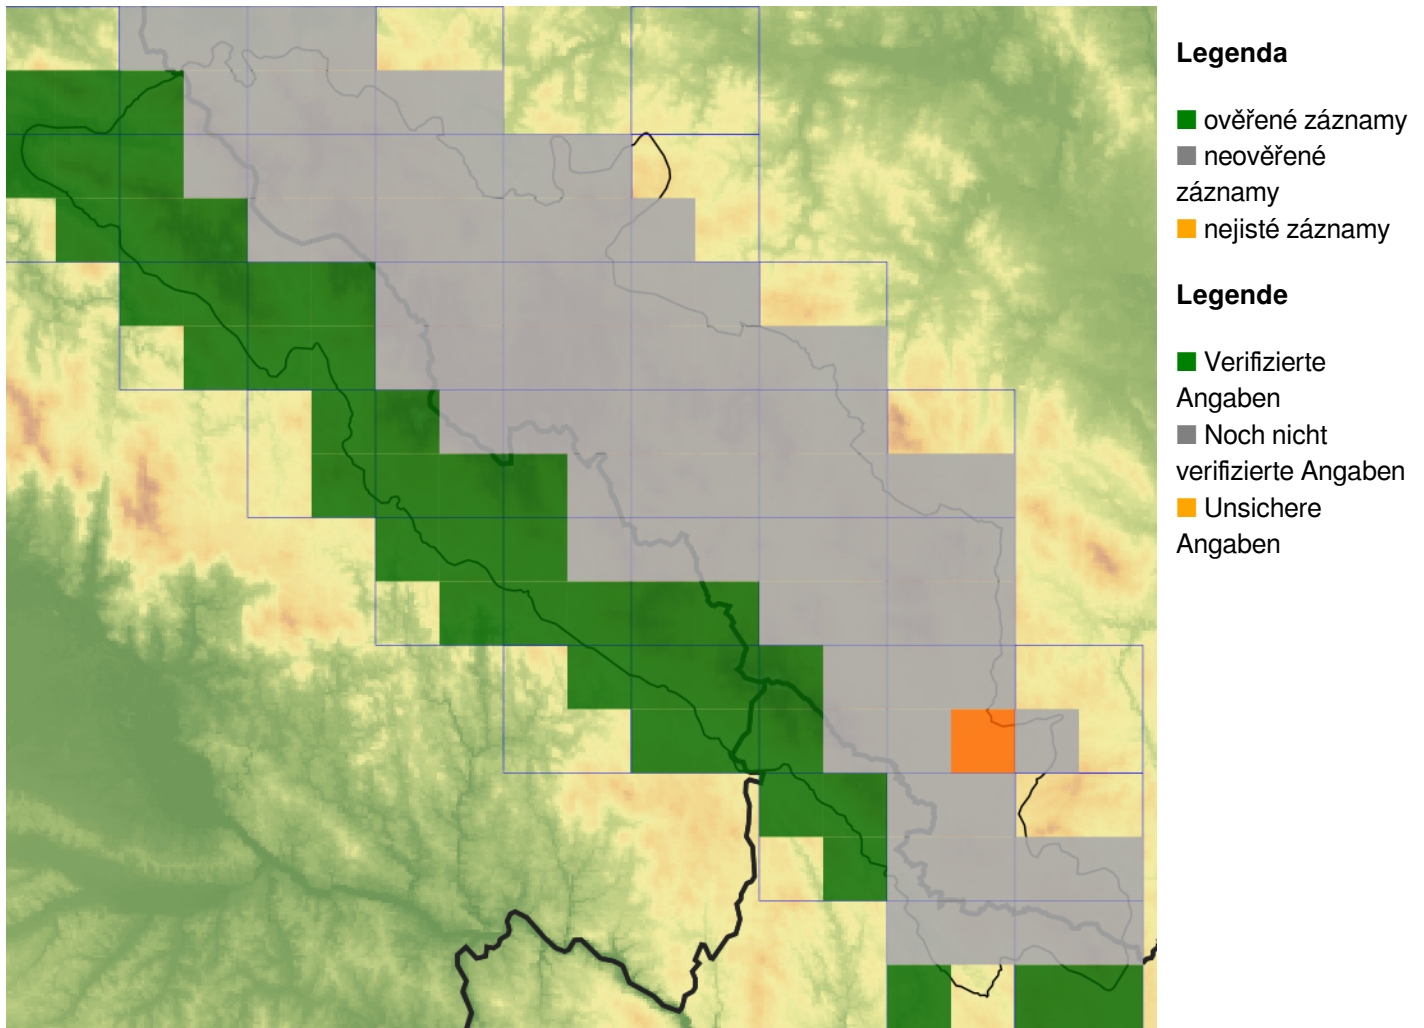 Legenda
ověřené záznamy
neověřené
záznamy
nejisté záznamy
Legende
Verifizierte
Angaben
Noch nicht
verifizierte Angaben
Unsichere
Angaben